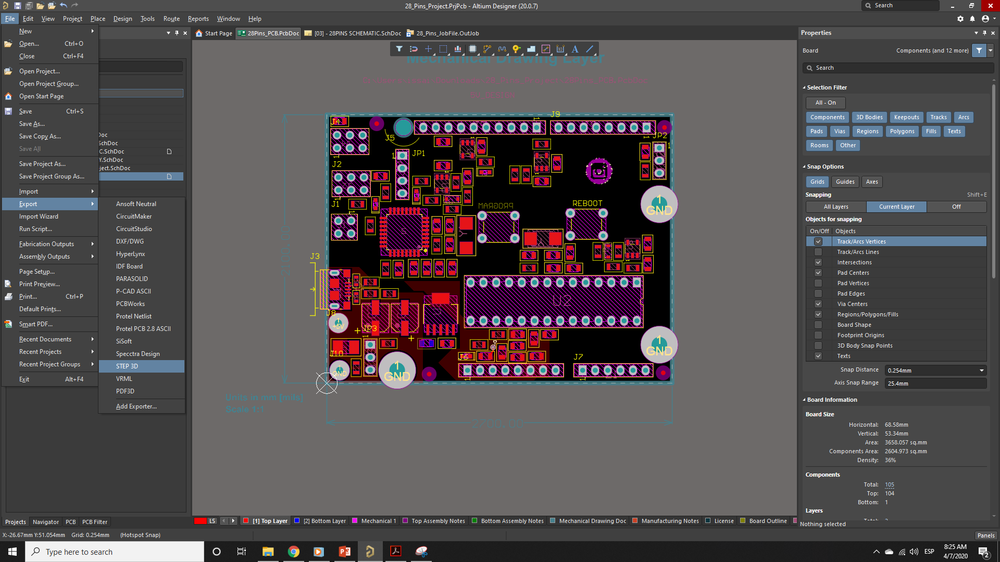 28_Pins_Project.PrjPcb - Altium Designer (20.0.7)
Search
File Edit View Project Place Design Tools Route Reports Window Help
New
Open... Ctrl+O
Close Ctrl+F4
Open Project...
Open Project Group...
Open Start Page
Save Ctrl+S
Save As...
Save Copy As...
Save All
Save Project As...
Save Project Group As...
Import
Export
Import Wizard
Run Script...
Fabrication Outputs
Assembly Outputs
Page Setup...
Print Preview...
Print... Ctrl+P
Default Prints...
Smart PDF...
Recent Documents
Recent Projects
Recent Project Groups
Exit Alt+F4
Ansoft Neutral
CircuitMaker
CircuitStudio
DXF/DWG
HyperLynx
IDF Board
PARASOLID
P-CAD ASCII
PCBWorks
Protel Netlist
Protel PCB 2.8 ASCII
SiSoft
Specctra Design
STEP 3D
VRML
PDF3D
Add Exporter...
Doc
SchDoc
C.SchDoc
Y.SchDoc
ject.SchDoc
Start Page
28Pins_PCB.PcbDoc
[03] - 28PINS SCHEMATIC.SchDoc
28_Pins_JobFile.OutJob
Mechanical Drawing Layer
J9
J4
J5
JP2
JP1
J2
J1
PROGRAM
REBOOT
1
GND
J3
U2
J8
1
+5V
JP3
J10
GND
1
GND
J6
J7
1
GND
2100.00
2700.00
Units in mm [mils]
Scale 1:1
Properties
Board Components (and 12 more)
Search
Selection Filter
All - On
Components 3D Bodies Keepouts Tracks Arcs
Pads Vias Regions Polygons Fills Texts
Rooms Other
Snap Options
Grids Guides Axes
Snapping Shift+E
All Layers Current Layer Off
Objects for snapping
On/Off Objects
Track/Arcs Vertices
Track/Arcs Lines
Intersections
Pad Centers
Pad Vertices
Pad Edges
Via Centers
Regions/Polygons/Fills
Board Shape
Footprint Origins
3D Body Snap Points
Texts
Snap Distance 0.254mm
Axis Snap Range 25.4mm
Board Information
Board Size
Horizontal: 68.58mm
Vertical: 53.34mm
Area: 3658.057 sq.mm
Components Area: 2604.973 sq.mm
Density: 36%
Components
Total: 105
Top: 104
Bottom: 1
Layers
Nothing selected
Projects Navigator PCB PCB Filter
LS [1] Top Layer [2] Bottom Layer Mechanical 1 Top Assembly Notes Bottom Assembly Notes Mechanical Drawing Doc Manufacturing Notes License Board Outline
X:-26.67mm Y:51.054mm Grid: 0.254mm (Hotspot Snap)
Panels
Type here to search
ESP
8:25 AM
4/7/2020
2